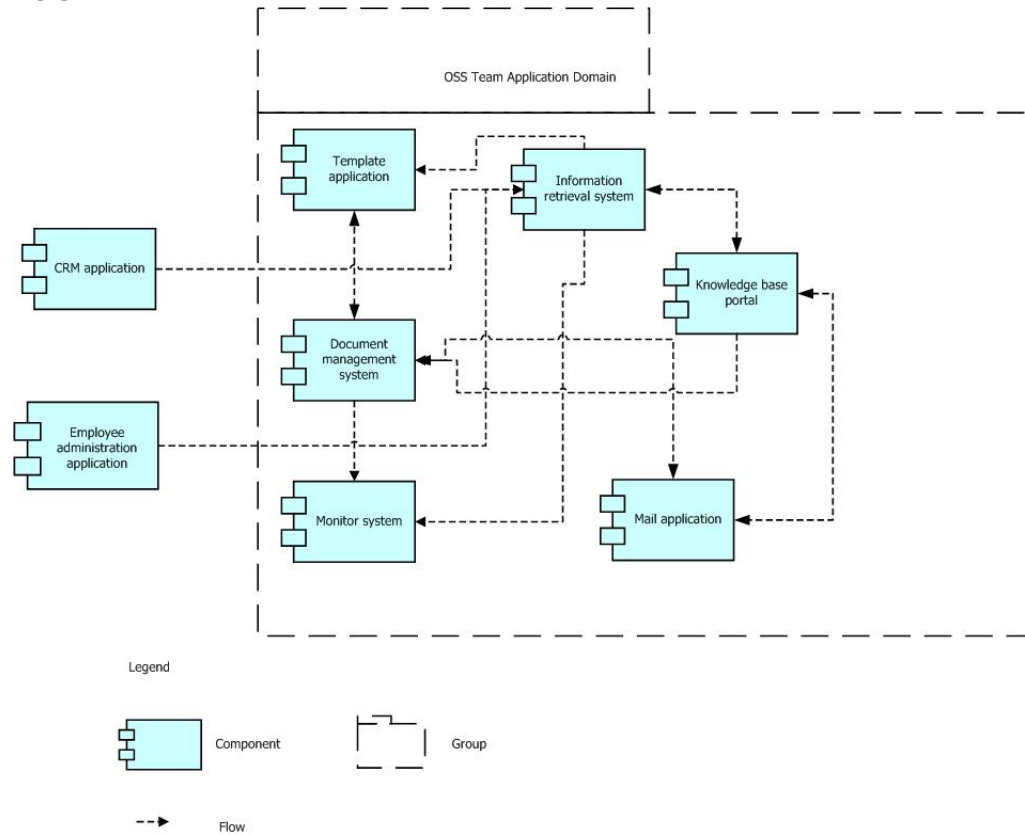 OSS Team Application Domain
Template
application
Information
retrieval system
CRM application
Knowledge base
portal
Document
management
system
Employee
administration
application
Monitor system
Mail application
Legend
Component
Group
Flow